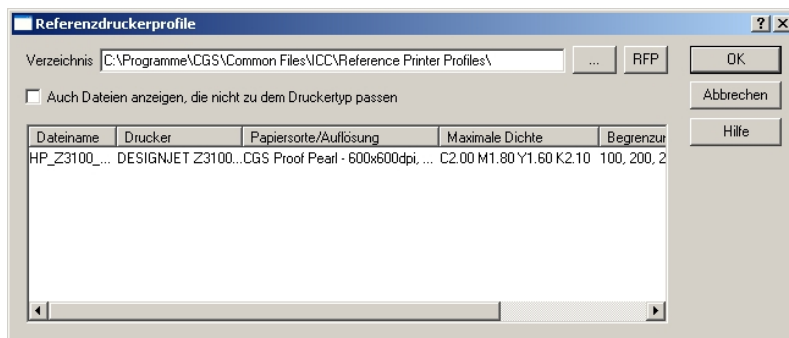 Referenzdruckerprofile
Verzeichnis C:\Programme\CGS\Common Files\ICC\Reference Printer Profiles\ ... RFP OK
Auch Dateien anzeigen, die nicht zu dem Druckertyp passen Abbrechen
Dateiname Drucker Papiersorte/Auflösung Maximale Dichte Begrenzur Hilfe
HP_Z3100_... DESIGNJET Z3100... CGS Proof Pearl - 600x600dpi, ... C2.00 M1.80 Y1.60 K2.10 100, 200, 2